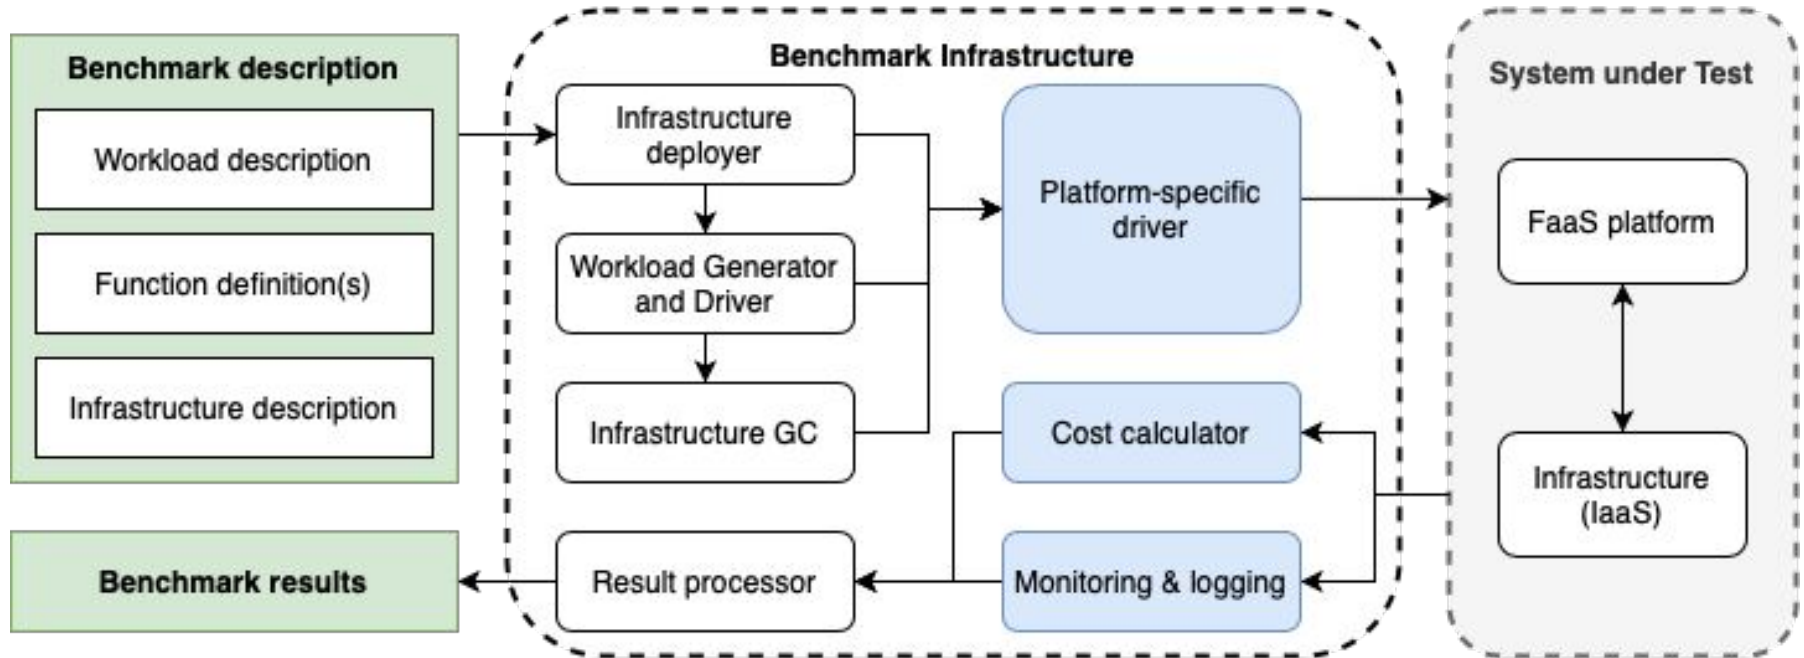 Benchmark description
Workload description
Function definition(s)
Infrastructure description
Benchmark results
Benchmark Infrastructure
Infrastructure
deployer
Workload Generator
and Driver
Infrastructure GC
Result processor
Platform-specific
driver
Cost calculator
Monitoring & logging
System under Test
FaaS platform
Infrastructure
(IaaS)